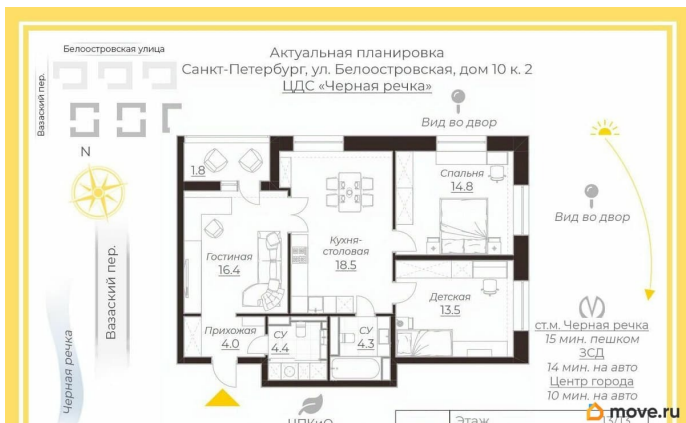 Белоостровская улица
Актуальная планировка
Санкт-Петербург, ул. Белоостровская, дом 10 к. 2
ЦДС «Черная речка»
Вазаский пер.
Вид во двор
N
1.8
Спальня
14.8
Вид во двор
Гостиная
16.4
Кухня-
столовая
18.5
Вазаский пер.
Детская
13.5
Прихожая
4.0
СУ
4.4
СУ
4.3
ст.м. Черная речка
15 мин. пешком
ЗСД
14 мин. на авто
Центр города
10 мин. на авто
Черная речка
ЦПКиО
Этаж
13/13
move.ru